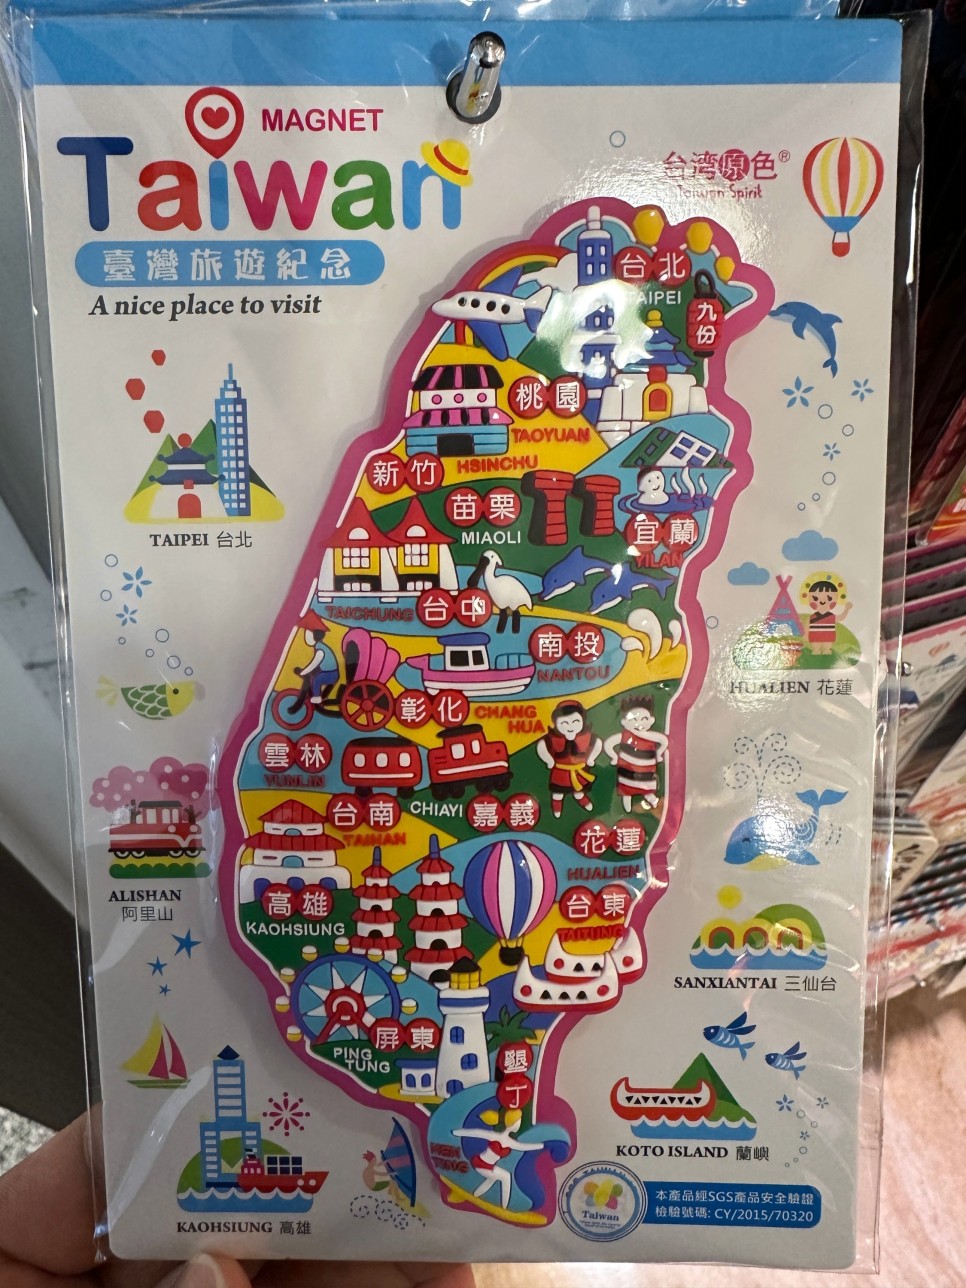 MAGNET
Taiwan
臺灣旅遊紀念
A nice place to visit
台湾原色®
Taiwan Spirit
台北
TAIPEI
九份
桃園
TAOYUAN
新竹
HSINCHU
苗栗
MIAOLI
宜蘭
YILAN
TAICHUNG
台中
南投
NANTOU
彰化
CHANG
HUA
雲林
YUNLIN
台南
TAINAN
CHIAYI
嘉義
花蓮
HUALIEN
高雄
KAOHSIUNG
台東
TAITUNG
屏東
PING
TUNG
墾丁
KEN
TING
TAIPEI 台北
ALISHAN
阿里山
KAOHSIUNG 高雄
HUALIEN 花蓮
SANXIANTAI 三仙台
KOTO ISLAND 蘭嶼
Taiwan
本產品經SGS產品安全驗證
檢驗號碼: CY/2015/70320